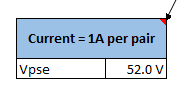 Current = 1A per pair
Vpse 52.0 V